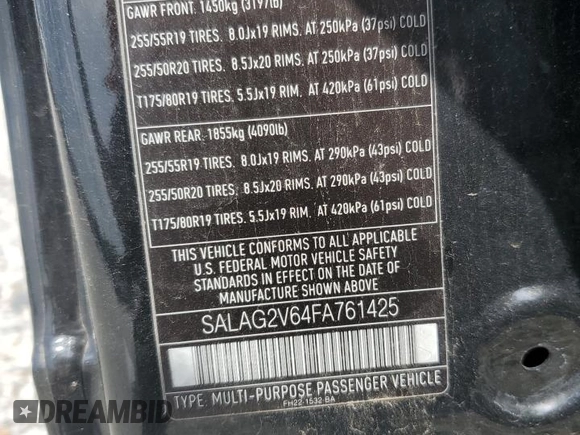 GAWR FRONT: 1450kg (3197lb)
255/55R19 TIRES. 8.0Jx19 RIMS. AT 250kPa (37psi) COLD
255/50R20 TIRES. 8.5Jx20 RIMS. AT 250kPa (37psi) COLD
T175/80R19 TIRES. 5.5Jx19 RIM. AT 420kPa (61psi) COLD
GAWR REAR: 1855kg (4090lb)
255/55R19 TIRES. 8.0Jx19 RIMS. AT 290kPa (43psi) COLD
255/50R20 TIRES. 8.5Jx20 RIMS. AT 290kPa (43psi) COLD
T175/80R19 TIRES. 5.5Jx19 RIM. AT 420kPa (61psi) COLD
THIS VEHICLE CONFORMS TO ALL APPLICABLE
U.S. FEDERAL MOTOR VEHICLE SAFETY
STANDARDS IN EFFECT ON THE DATE OF
MANUFACTURE SHOWN ABOVE
SALAG2V64FA761425
TYPE: MULTI-PURPOSE PASSENGER VEHICLE
FH22-1532-BA
DREAMBID